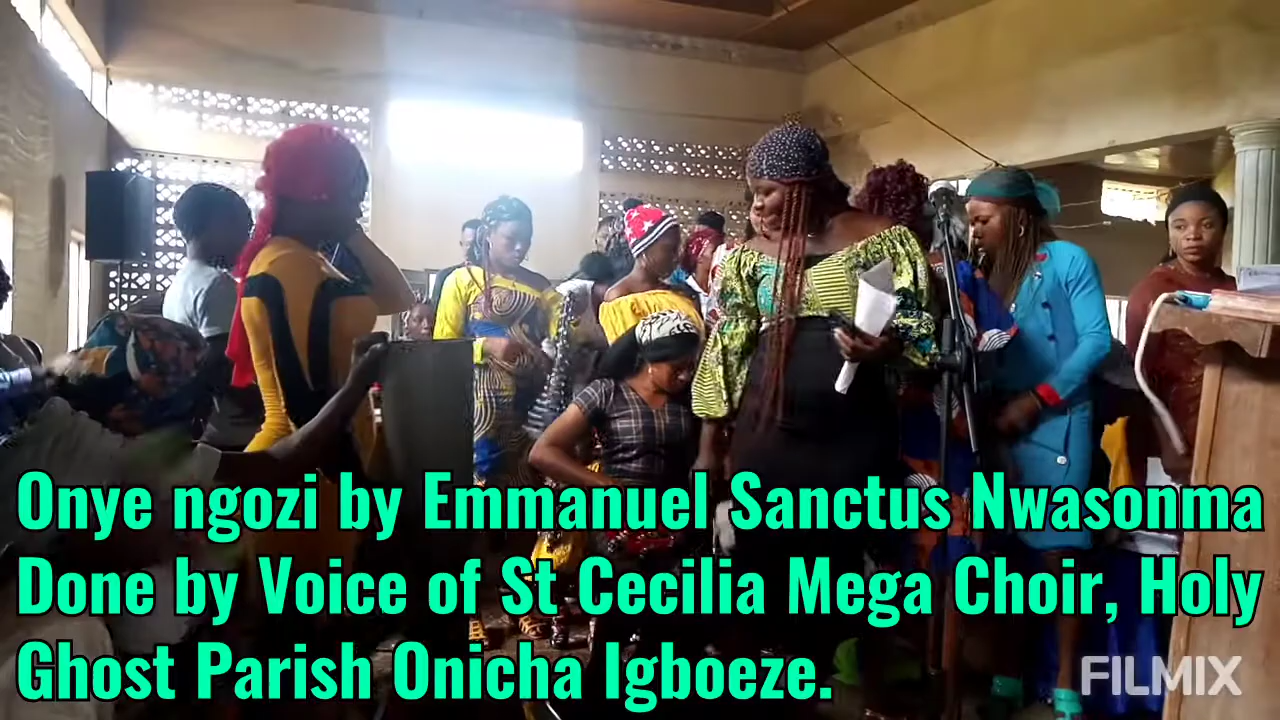 Onye ngozi by Emmanuel Sanctus Nwasonma
Done by Voice of St Cecilia Mega Choir, Holy
Ghost Parish Onicha Igboeze.
FILMIX